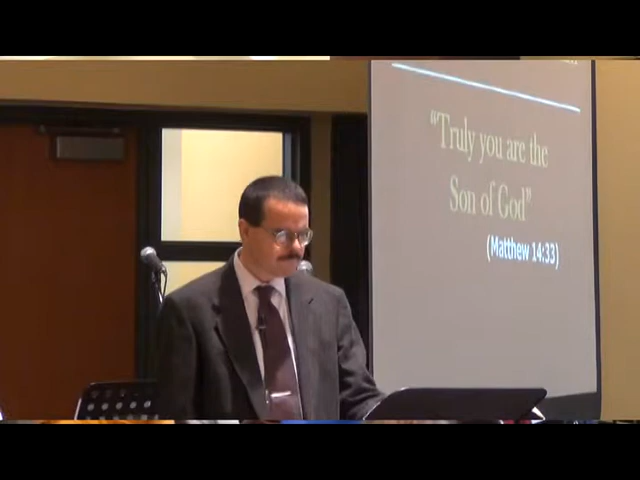 “Truly you are the
Son of God”
(Matthew 14:33)